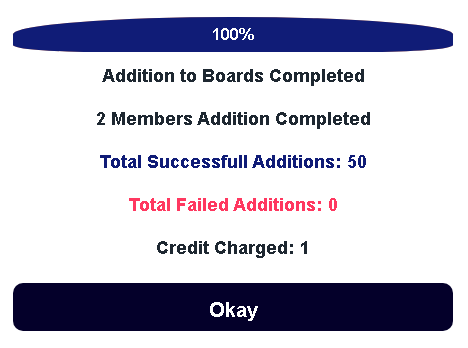 100%
Addition to Boards Completed
2 Members Addition Completed
Total Successfull Additions: 50
Total Failed Additions: 0
Credit Charged: 1
Okay